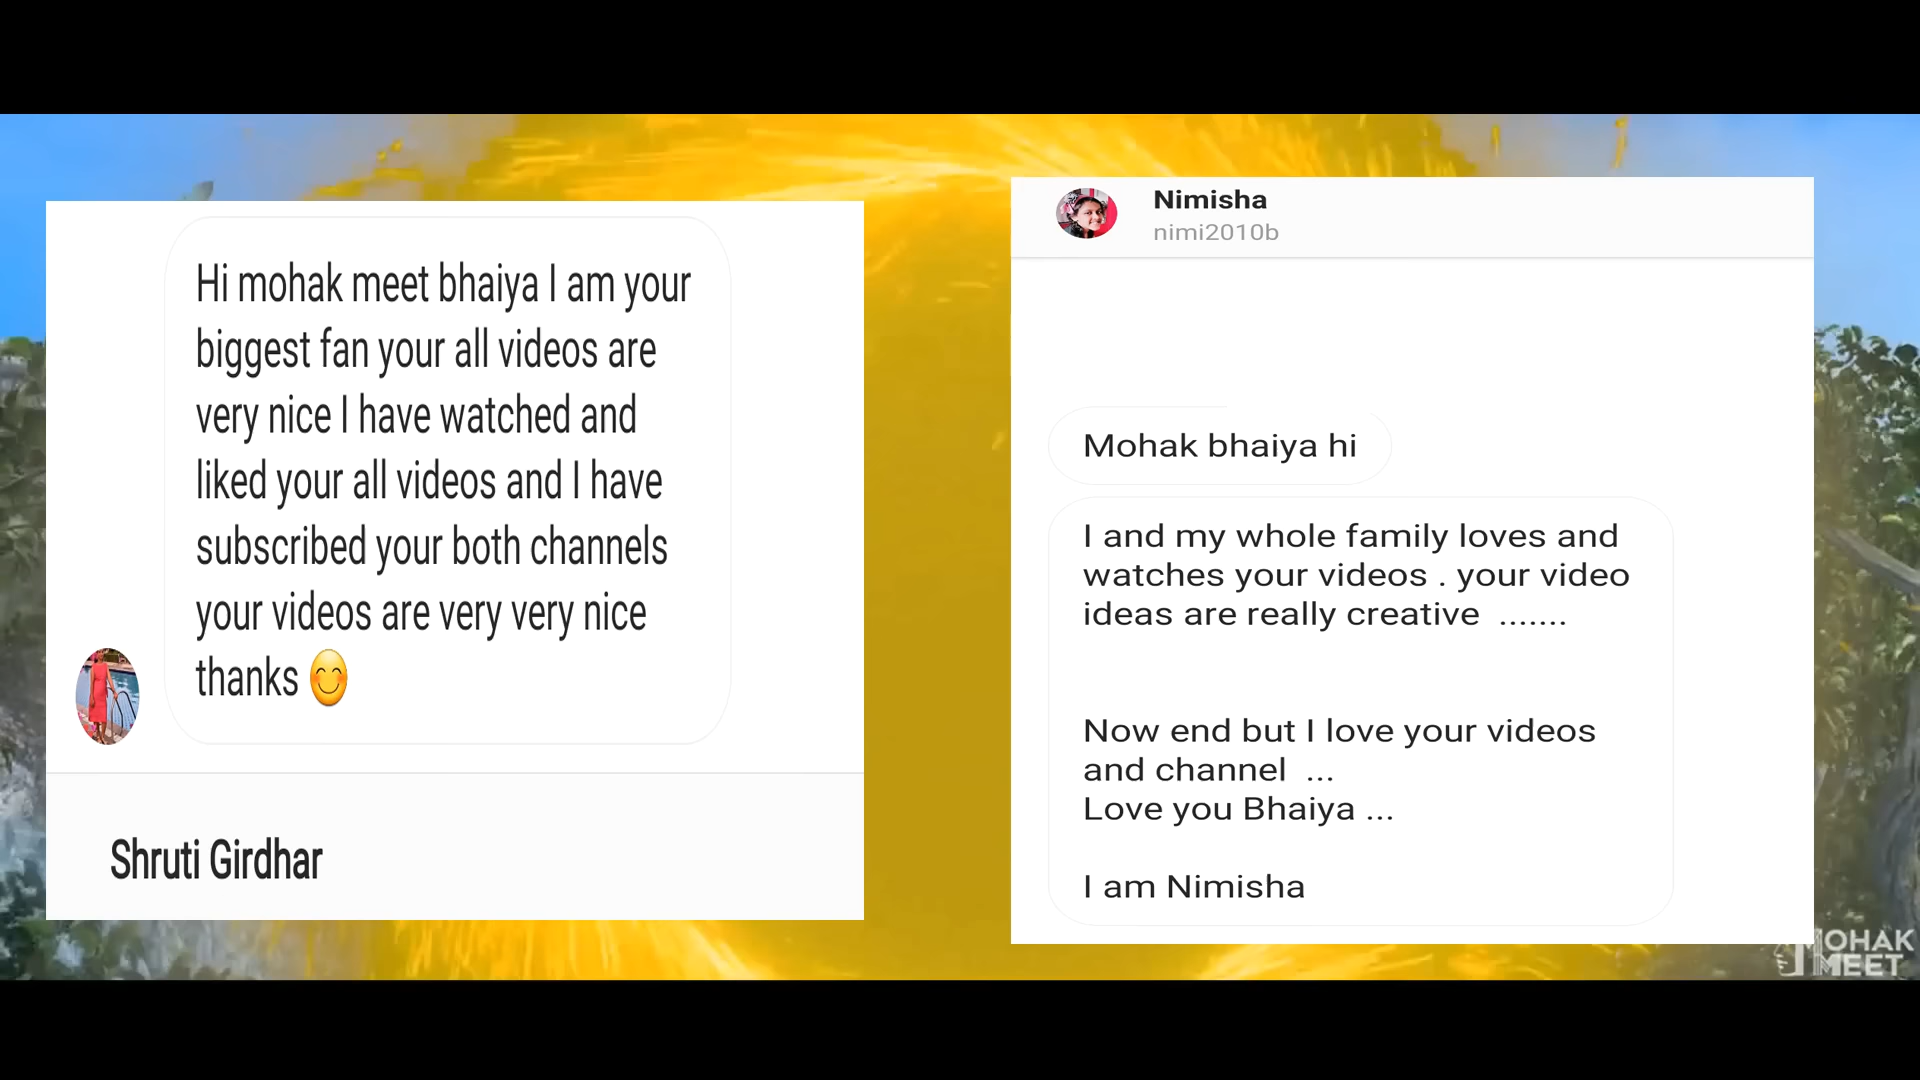 Hi mohak meet bhaiya I am your
biggest fan your all videos are
very nice I have watched and
liked your all videos and I have
subscribed your both channels
your videos are very very nice
thanks 😊
Shruti Girdhar
Nimisha
nimi2010b
Mohak bhaiya hi
I and my whole family loves and
watches your videos . your video
ideas are really creative .......
Now end but I love your videos
and channel ...
Love you Bhaiya ...
I am Nimisha
MOHAK
MEET